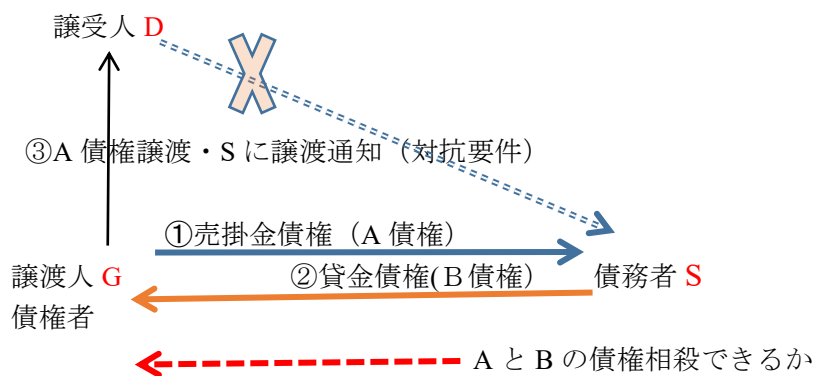 譲受人 D
③A 債権譲渡・S に譲渡通知（対抗要件）
①売掛金債権（A 債権）
②貸金債権(Ｂ債権）
譲渡人 G
債権者
債務者 S
A と B の債権相殺できるか